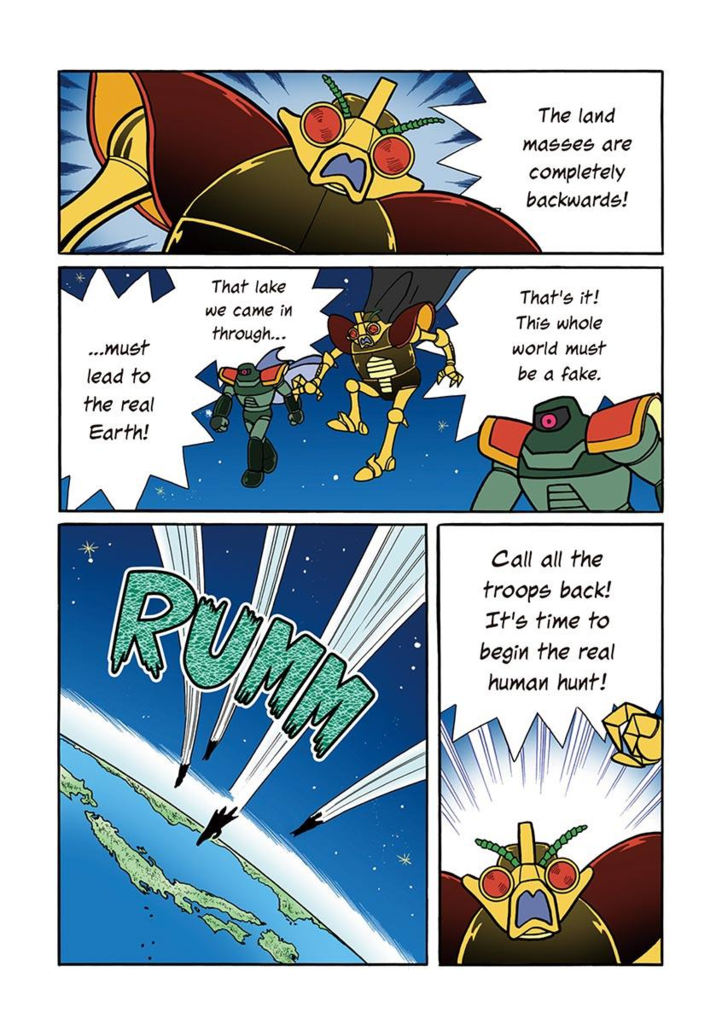 The land
masses are
completely
backwards!
That's it!
This whole
world must
be a fake.
That lake
we came in
through...
...must
lead to
the real
Earth!
RUMM
Call all the
troops back!
It's time to
begin the real
human hunt!